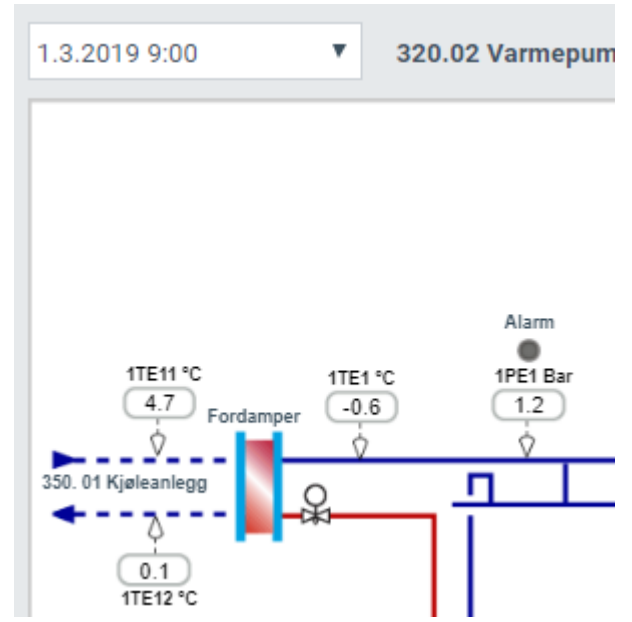 1.3.2019 9:00
320.02 Varmepum
Alarm
1TE11 °C
1TE1 °C
1PE1 Bar
4.7
Fordamper
-0.6
1.2
350. 01 Kjøleanlegg
0.1
1TE12 °C